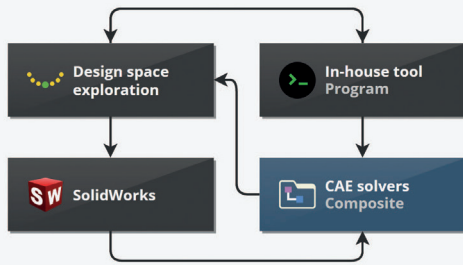 Design space
exploration
In-house tool
Program
SW
SolidWorks
CAE solvers
Composite